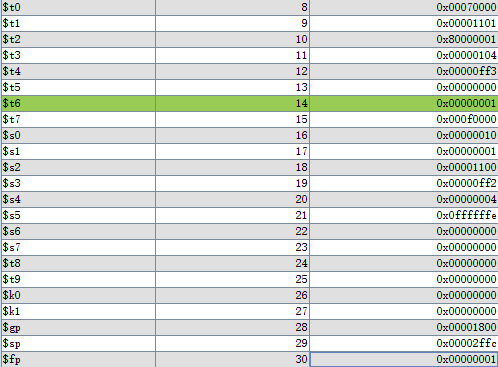 $t0 8 0x00070000
$t1 9 0x00001101
$t2 10 0x80000001
$t3 11 0x00000104
$t4 12 0x00000ff3
$t5 13 0x00000000
$t6 14 0x00000001
$t7 15 0x000f0000
$s0 16 0x00000010
$s1 17 0x00000001
$s2 18 0x00001100
$s3 19 0x00000ff2
$s4 20 0x00000004
$s5 21 0x0ffffffe
$s6 22 0x00000000
$s7 23 0x00000000
$t8 24 0x00000000
$t9 25 0x00000000
$k0 26 0x00000000
$k1 27 0x00000000
$gp 28 0x00001800
$sp 29 0x00002ffc
$fp 30 0x00000001